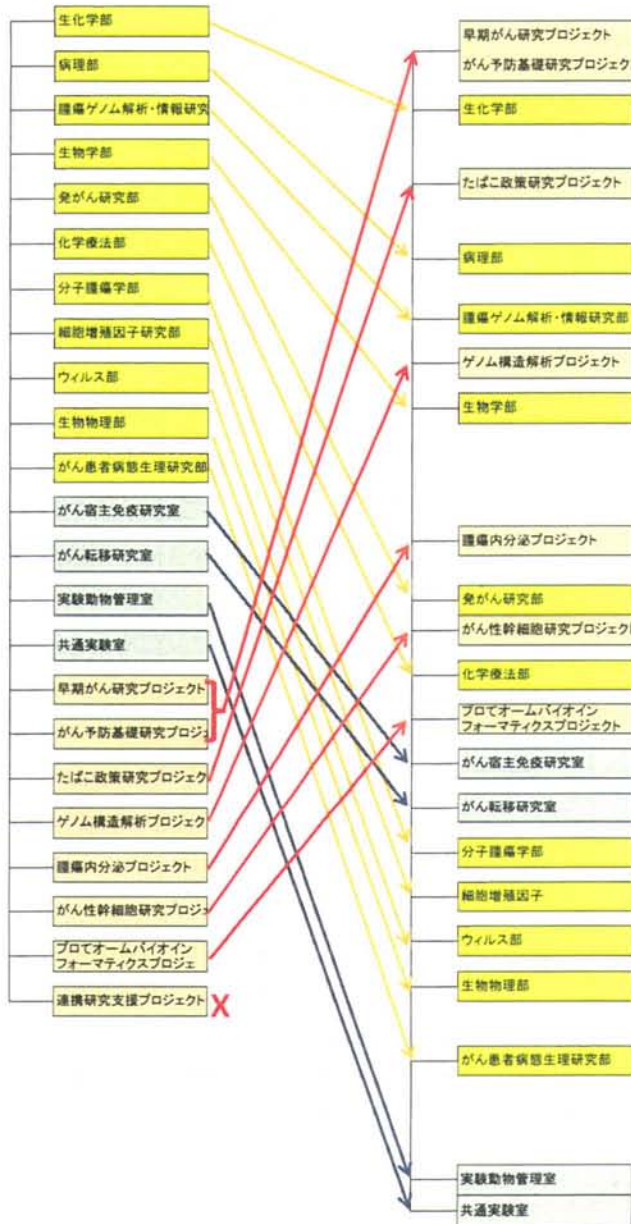 生化学部
病理部
腫瘍ゲノム解析・情報研究
生物学部
発がん研究部
化学療法部
分子腫瘍学部
細胞増殖因子研究部
ウィルス部
生物物理部
がん患者病態生理研究部
がん宿主免疫研究室
がん転移研究室
実験動物管理室
共通実験室
早期がん研究プロジェクト
がん予防基礎研究プロジェ
たばこ政策研究プロジェクト
ゲノム構造解析プロジェクト
腫瘍内分泌プロジェクト
がん性幹細胞研究プロジェ
プロてオームバイオイン
フォーマティクスプロジェ
連携研究支援プロジェクト X
早期がん研究プロジェクト
がん予防基礎研究プロジェクト
生化学部
たばこ政策研究プロジェクト
病理部
腫瘍ゲノム解析・情報研究部
ゲノム構造解析プロジェクト
生物学部
腫瘍内分泌プロジェクト
発がん研究部
がん性幹細胞研究プロジェクト
化学療法部
プロてオームバイオイン
フォーマティクスプロジェクト
がん宿主免疫研究室
がん転移研究室
分子腫瘍学部
細胞増殖因子
ウィルス部
生物物理部
がん患者病態生理研究部
実験動物管理室
共通実験室